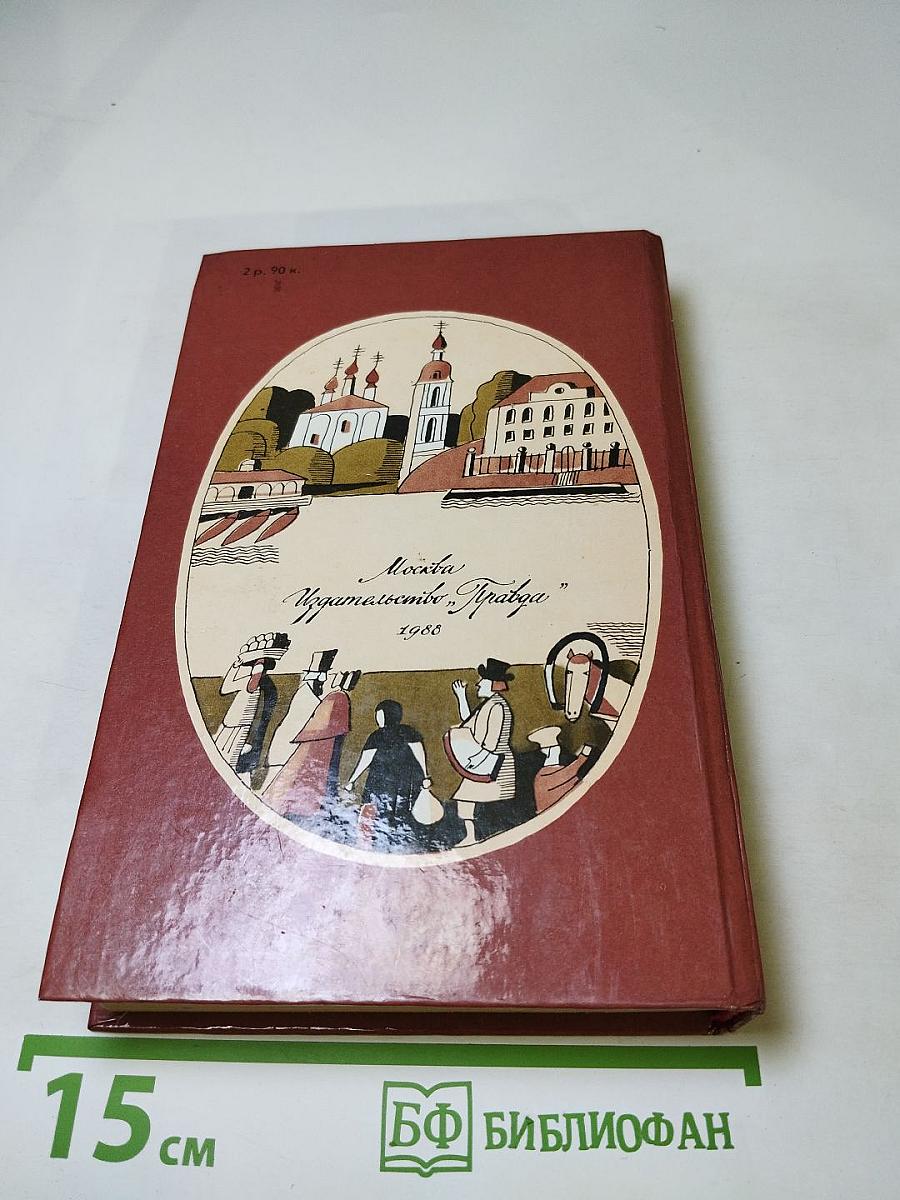 2 р. 90 к.
Москва
Издательство „Правда”
1988
15 см
БФ БИБЛИОФАН